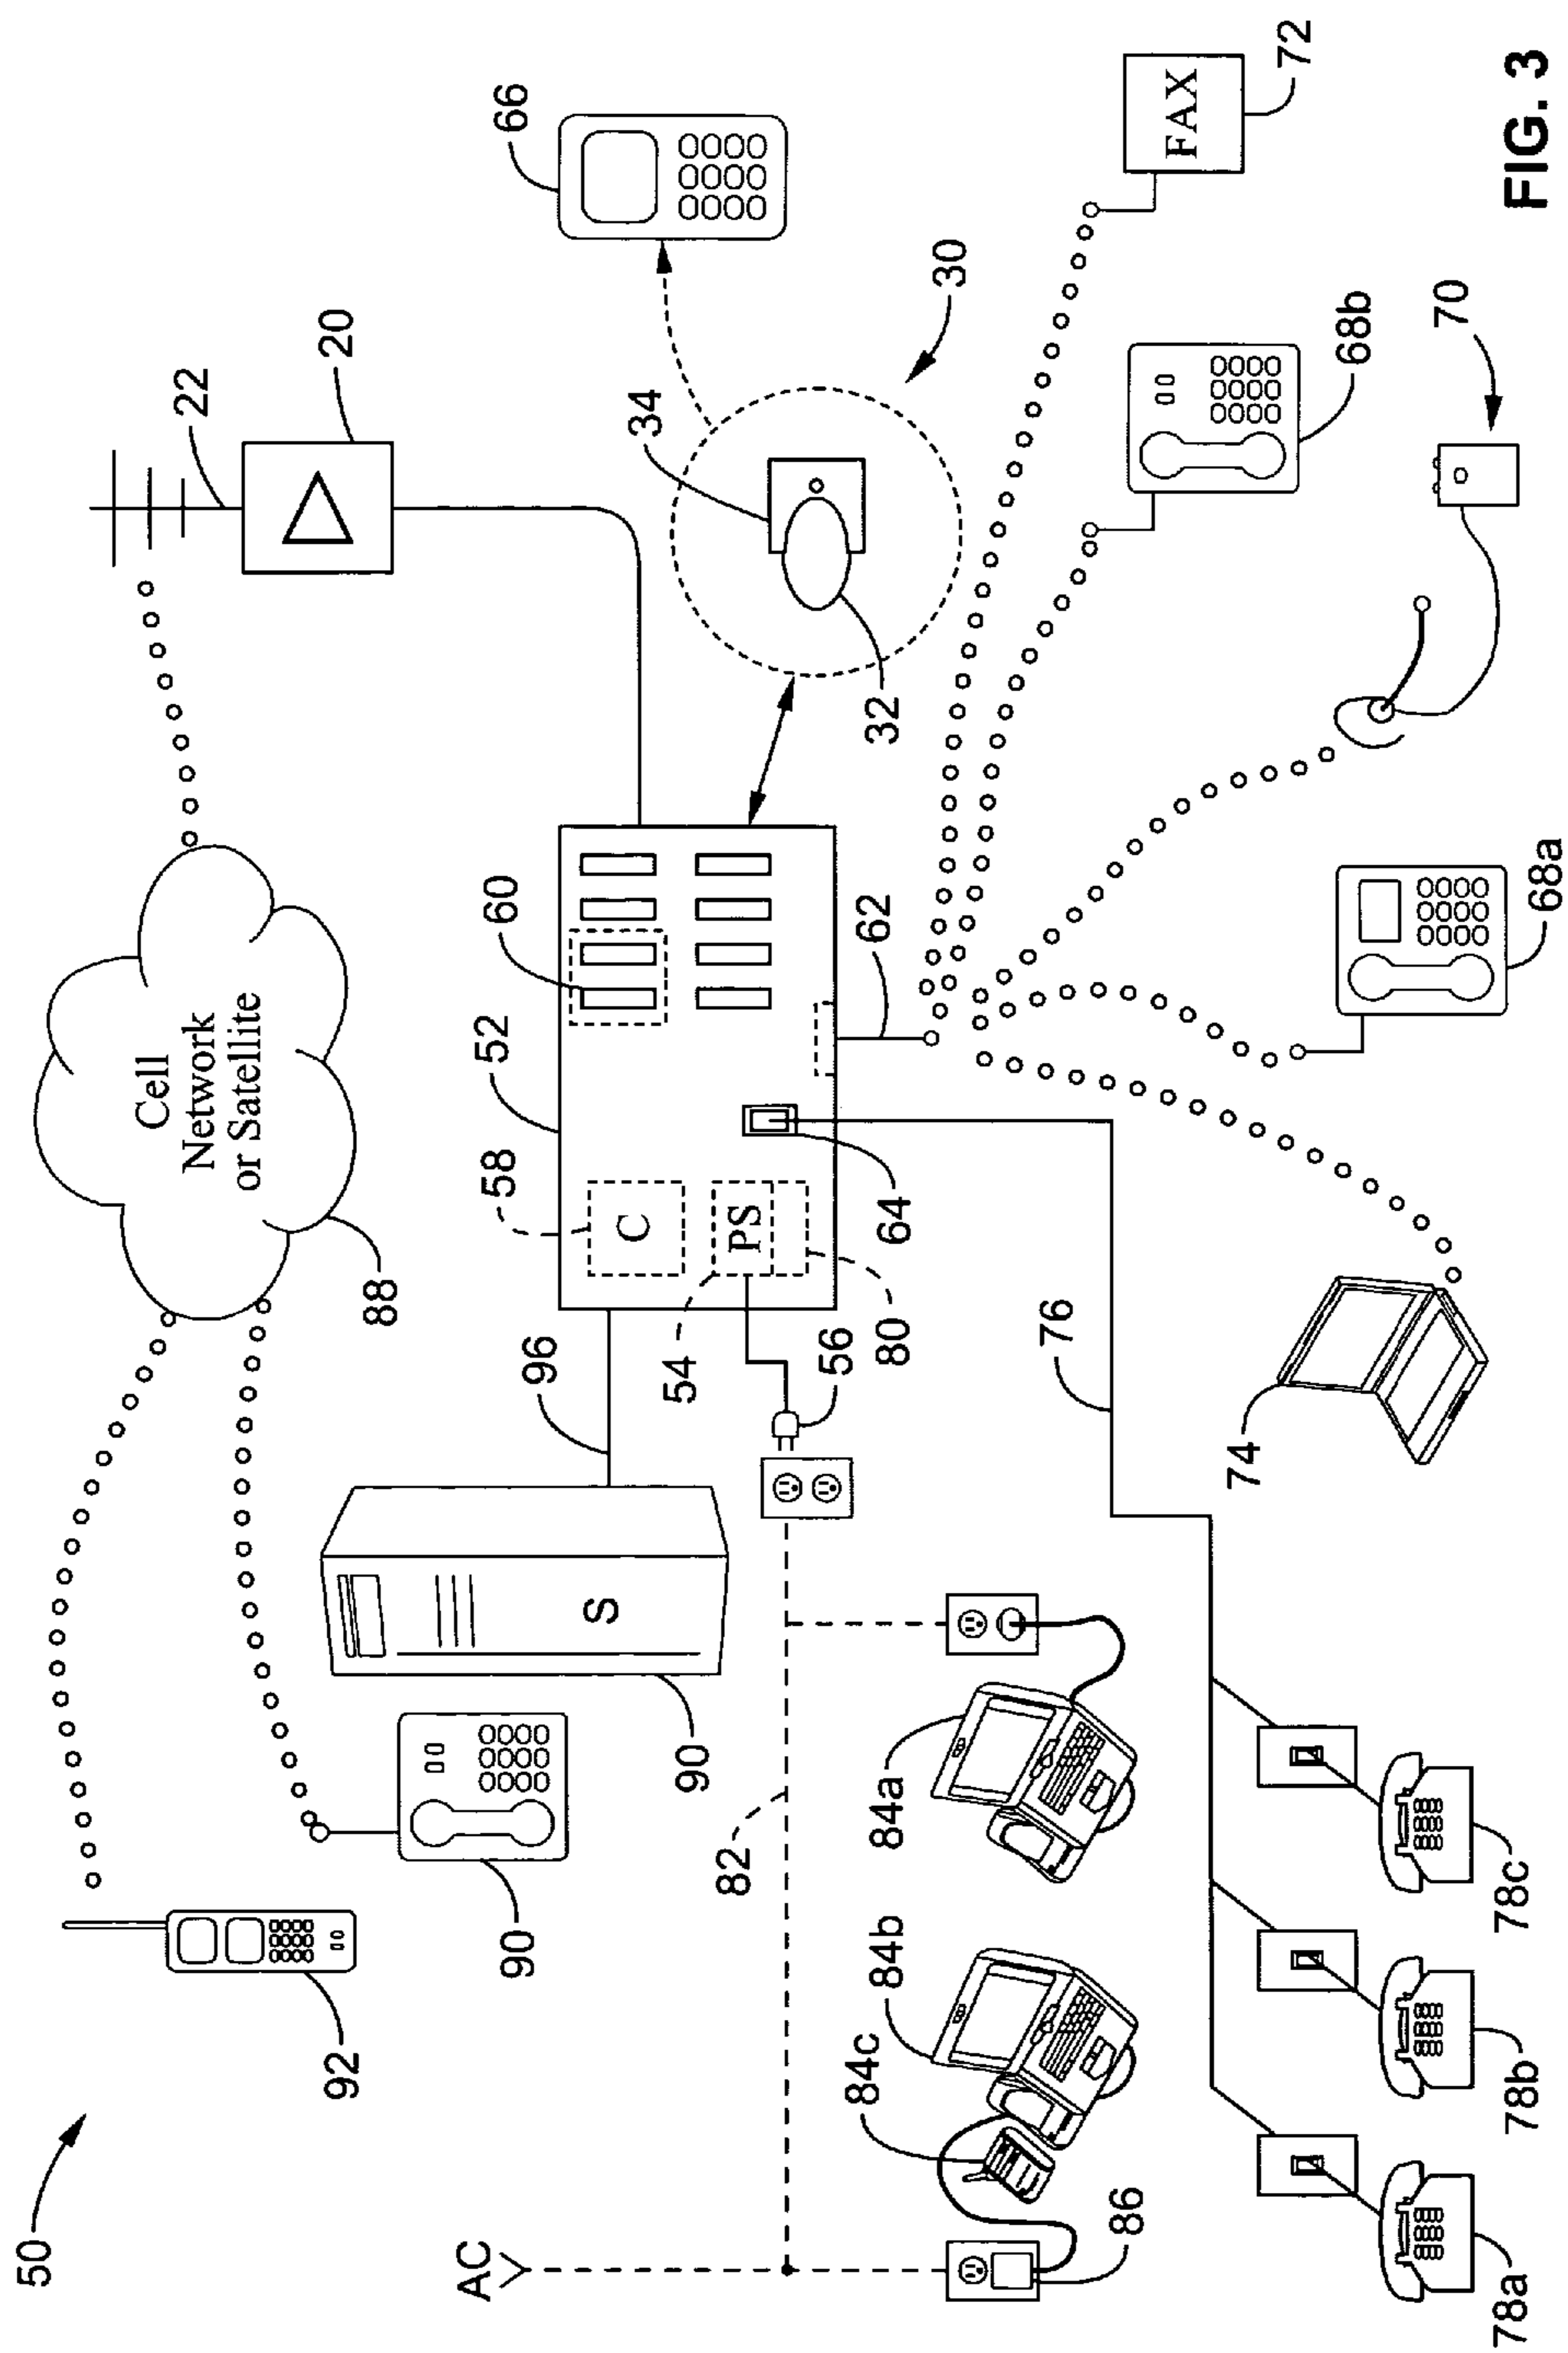 50
92
90
88
Cell
Network
or Satellite
22
20
66
S
90
96
52
58
C
54
PS
80
56
60
64
62
34
32
30
AC
82
84a
84b
84c
86
76
74
78a
78b
78c
68a
68b
70
FAX
72
FIG. 3